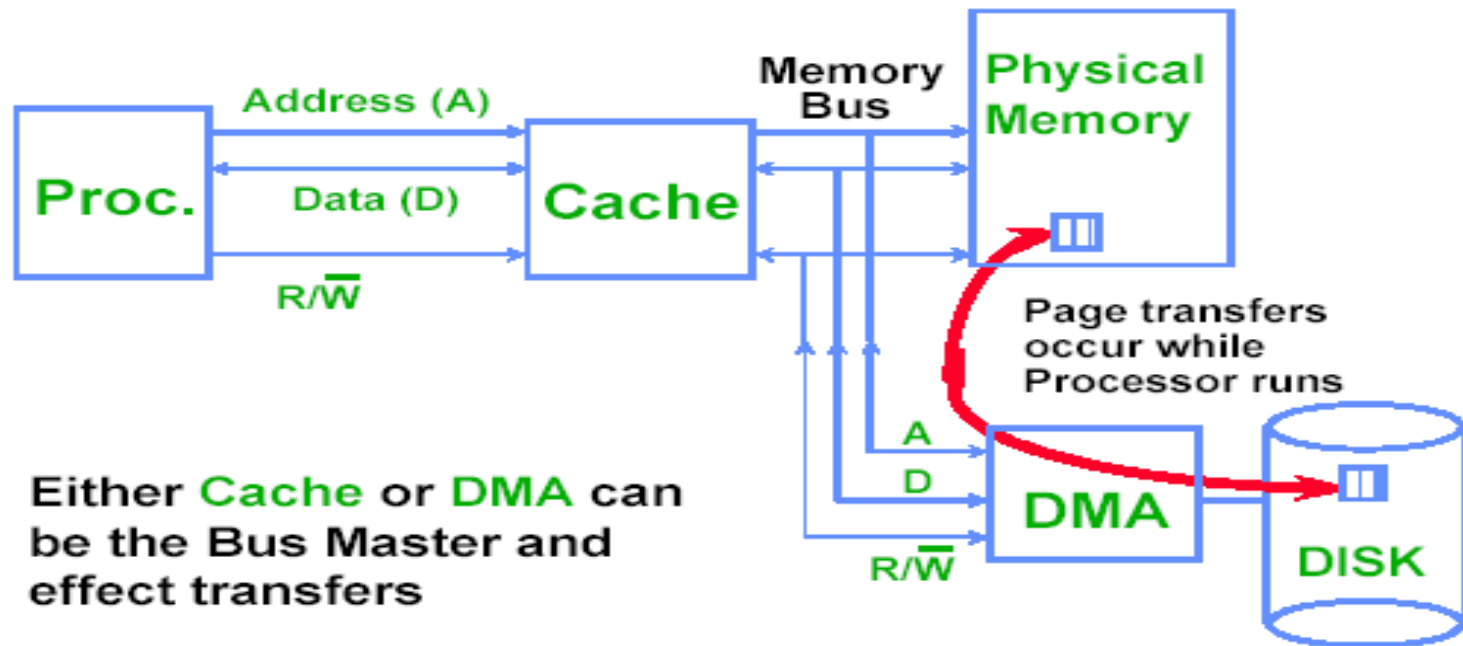 Address (A)
Proc.
Data (D)
R/W̅
Cache
Memory
Bus
Physical
Memory
Page transfers
occur while
Processor runs
A
D
R/W̅
DMA
DISK
Either Cache or DMA can
be the Bus Master and
effect transfers